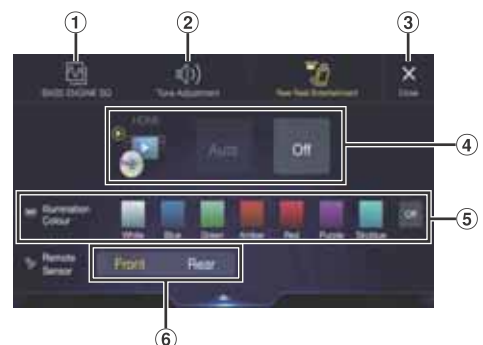 ① ② ③
BASS ENGINE SQ Tone Adjustment Rear Seat Entertainment Close
HDMI
Auto Off
④
Illumination Colour
White Blue Green Amber Red Purple Skyblue Off
⑤
Remote Sensor
Front Rear
⑥